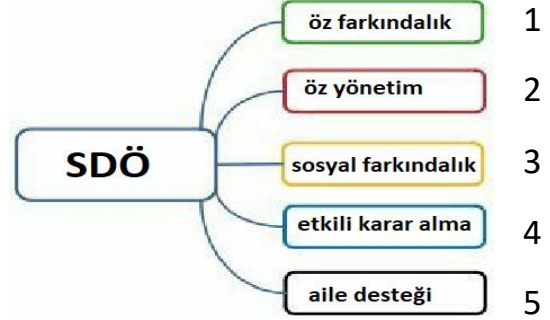 öz farkındalık 1
öz yönetim 2
SDÖ
sosyal farkındalık 3
etkili karar alma 4
aile desteği 5